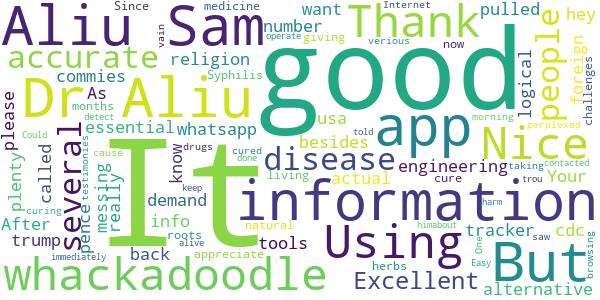 Aliu Sam Thank number want pulled hey
accurate religion medicine Since giving Internet now
good people foreign logical
Dr Aliu commies Syphilis vain operate verious challenges
please As months detect Could
essential whatsapp usa app Nice morning perplexed
several know drugs cured told
besides done disease engineering contacted Your
plenty called messing really testimonies cause
pence demand living actual cure taking trou
It information
After info natural tools Using tracker cdc But
trump back roots alive curing keep harm saw himabout
whackadoodle herbs Excellent One Easy browsing
immediately appreciate alternative